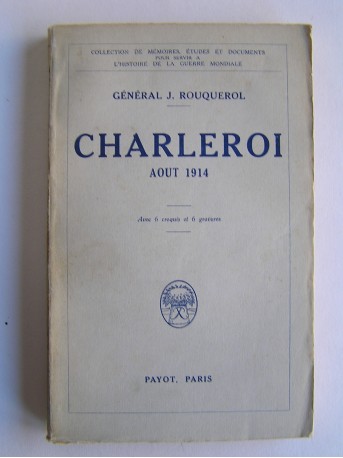 COLLECTION DE MÉMOIRES, ÉTUDES ET DOCUMENTS
POUR SERVIR A
L'HISTOIRE DE LA GUERRE MONDIALE
GÉNÉRAL J. ROUQUEROL
CHARLEROI
AOUT 1914
Avec 6 croquis et 6 gravures
PAYOT, PARIS